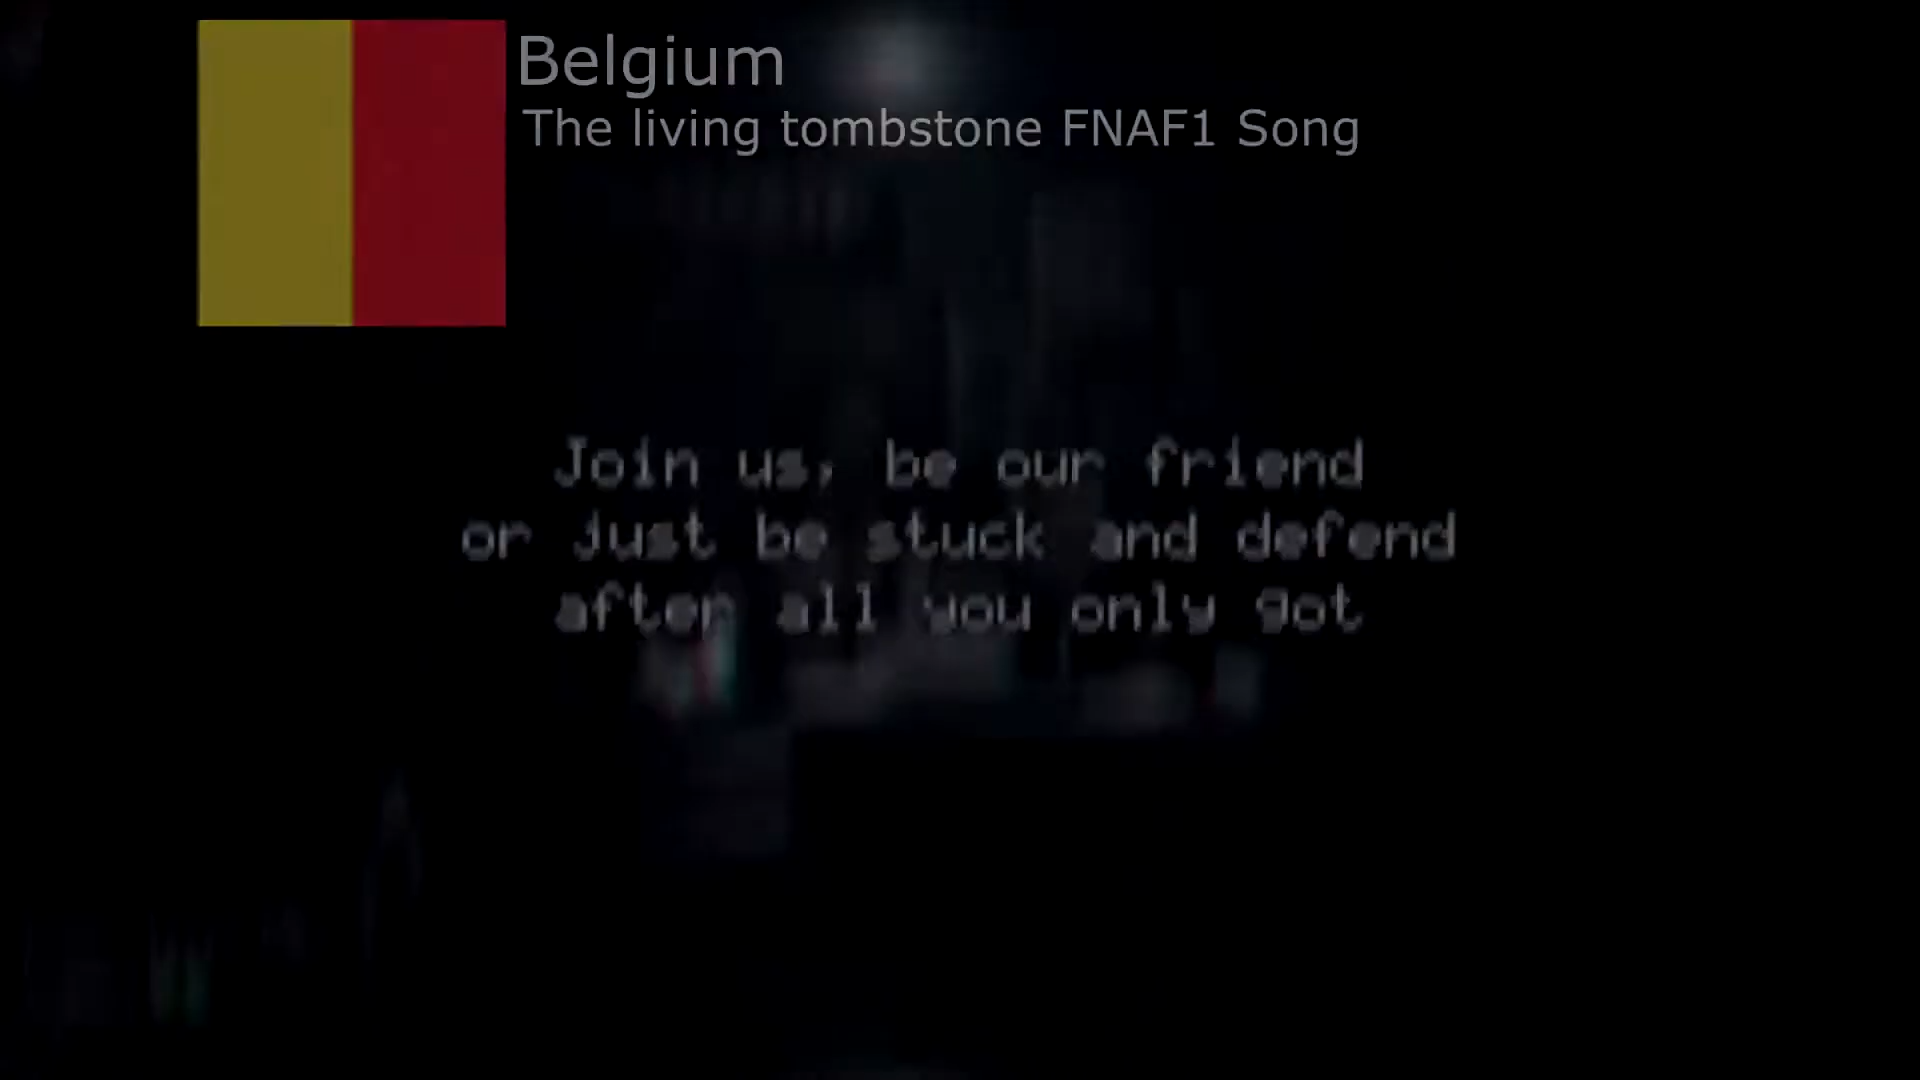 Belgium
The living tombstone FNAF1 Song
Join us, be our friend
or just be stuck and defend
after all you only got